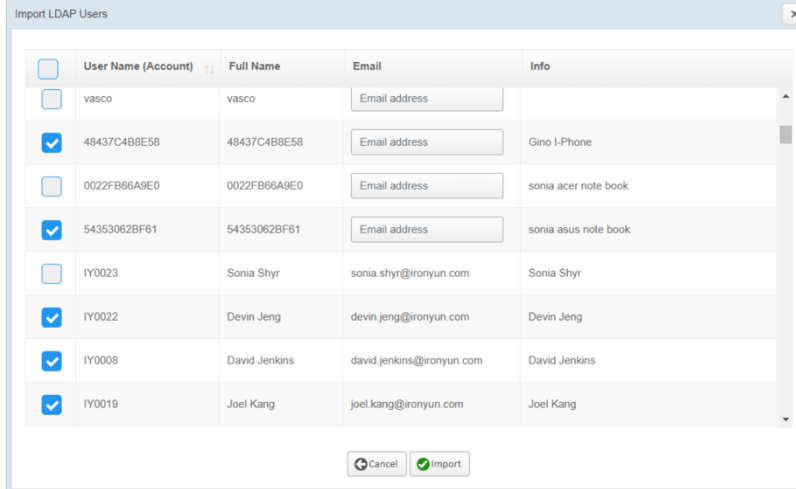 Import LDAP Users
User Name (Account) Full Name Email Info
vasco vasco Email address
48437C4B8E58 48437C4B8E58 Email address Gino I-Phone
0022FB66A9E0 0022FB66A9E0 Email address sonia acer note book
54353062BF61 54353062BF61 Email address sonia asus note book
IY0023 Sonia Shyr sonia.shyr@ironyun.com Sonia Shyr
IY0022 Devin Jeng devin.jeng@ironyun.com Devin Jeng
IY0008 David Jenkins david.jenkins@ironyun.com David Jenkins
IY0019 Joel Kang joel.kang@ironyun.com Joel Kang
Cancel Import